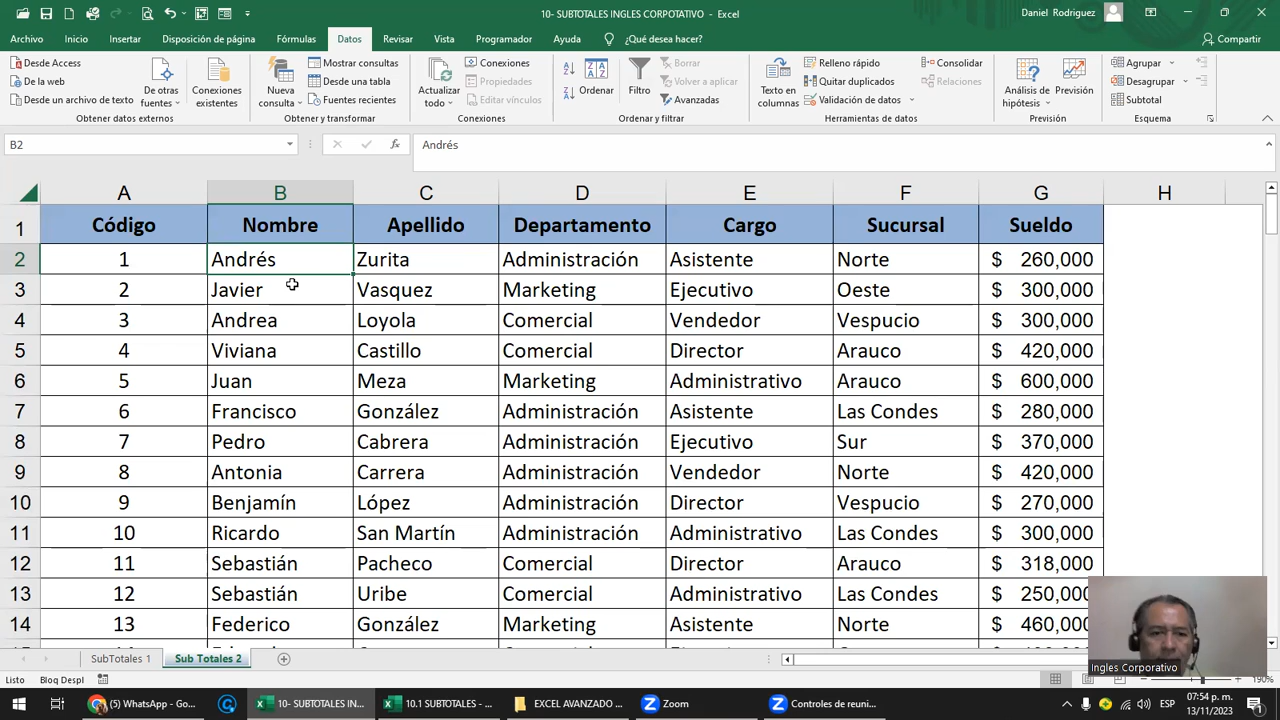 10- SUBTOTALES INGLES CORPOTATIVO - Excel
Daniel Rodriguez
Archivo Inicio Insertar Disposición de página Fórmulas Datos Revisar Vista Programador Ayuda ¿Qué desea hacer? Compartir
Desde Access
De la web
Desde un archivo de texto
De otras fuentes
Conexiones existentes
Obtener datos externos
Nueva consulta
Mostrar consultas
Desde una tabla
Fuentes recientes
Obtener y transformar
Actualizar todo
Conexiones
Propiedades
Editar vínculos
Conexiones
Ordenar
Filtro
Borrar
Volver a aplicar
Avanzadas
Ordenar y filtrar
Texto en columnas
Relleno rápido
Quitar duplicados
Validación de datos
Consolidar
Relaciones
Herramientas de datos
Análisis de hipótesis
Previsión
Previsión
Agrupar
Desagrupar
Subtotal
Esquema
B2 fx Andrés
A B C D E F G H
1 Código Nombre Apellido Departamento Cargo Sucursal Sueldo
2 1 Andrés Zurita Administración Asistente Norte $ 260,000
3 2 Javier Vasquez Marketing Ejecutivo Oeste $ 300,000
4 3 Andrea Loyola Comercial Vendedor Vespucio $ 300,000
5 4 Viviana Castillo Comercial Director Arauco $ 420,000
6 5 Juan Meza Marketing Administrativo Arauco $ 600,000
7 6 Francisco González Administración Asistente Las Condes $ 280,000
8 7 Pedro Cabrera Administración Ejecutivo Sur $ 370,000
9 8 Antonia Carrera Administración Vendedor Norte $ 420,000
10 9 Benjamín López Administración Director Vespucio $ 270,000
11 10 Ricardo San Martín Administración Administrativo Las Condes $ 300,000
12 11 Sebastián Pacheco Comercial Director Arauco $ 318,000
13 12 Sebastián Uribe Comercial Administrativo Las Condes $ 250,000
14 13 Federico González Marketing Asistente Norte $ 460,000
Ingles Corporativo
SubTotales 1 Sub Totales 2
Listo Bloq Despl 190%
(5) WhatsApp - Go... 10- SUBTOTALES IN... 10.1 SUBTOTALES - ... EXCEL AVANZADO ... Zoom Controles de reuni... ESP 07:54 p. m.
13/11/2023